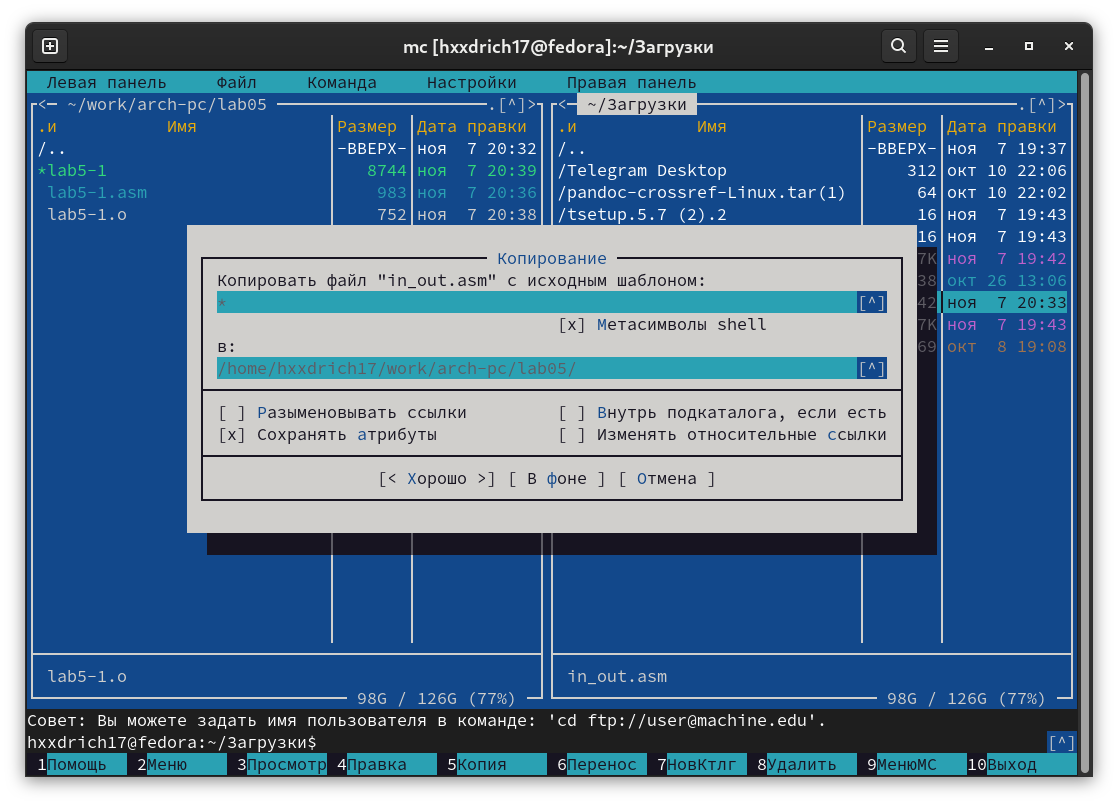 mc [hxxdrich17@fedora]:~/Загрузки
Левая панель Файл Команда Настройки Правая панель
<- ~/work/arch-pc/lab05 .[^]> <- ~/Загрузки .[^]>
.и Имя Размер Дата правки .и Имя Размер Дата правки
/.. -ВВЕРХ- ноя 7 20:32 /.. -ВВЕРХ- ноя 7 19:37
*lab5-1 8744 ноя 7 20:39 /Telegram Desktop 312 окт 10 22:06
lab5-1.asm 983 ноя 7 20:36 /pandoc-crossref-Linux.tar(1) 64 окт 10 22:02
lab5-1.o 752 ноя 7 20:38 /tsetup.5.7 (2).2 16 ноя 7 19:43
16 ноя 7 19:43
Копирование 7K ноя 7 19:42
Копировать файл "in_out.asm" с исходным шаблоном: 38 окт 26 13:06
* [^] 42 ноя 7 20:33
[x] Метасимволы shell 7K ноя 7 19:43
в: 69 окт 8 19:08
/home/hxxdrich17/work/arch-pc/lab05/ [^]
[ ] Разыменовывать ссылки [ ] Внутрь подкаталога, если есть
[x] Сохранять атрибуты [ ] Изменять относительные ссылки
[< Хорошо >] [ В фоне ] [ Отмена ]
lab5-1.o in_out.asm
98G / 126G (77%) 98G / 126G (77%)
Совет: Вы можете задать имя пользователя в команде: 'cd ftp://user@machine.edu'.
hxxdrich17@fedora:~/Загрузки$ [^]
1Помощь 2Меню 3Просмотр 4Правка 5Копия 6Перенос 7НовКтлг 8Удалить 9МенюМС 10Выход